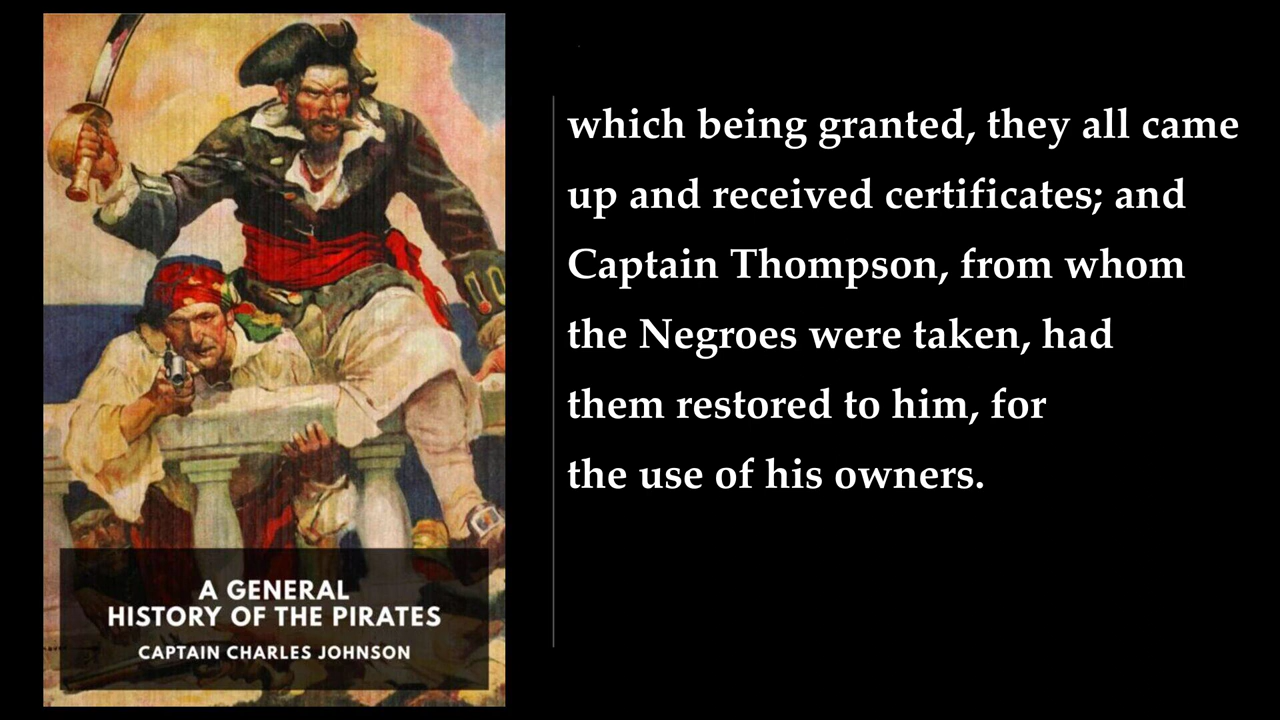 which being granted, they all came
up and received certificates; and
Captain Thompson, from whom
the Negroes were taken, had
them restored to him, for
the use of his owners.
A GENERAL
HISTORY OF THE PIRATES
CAPTAIN CHARLES JOHNSON